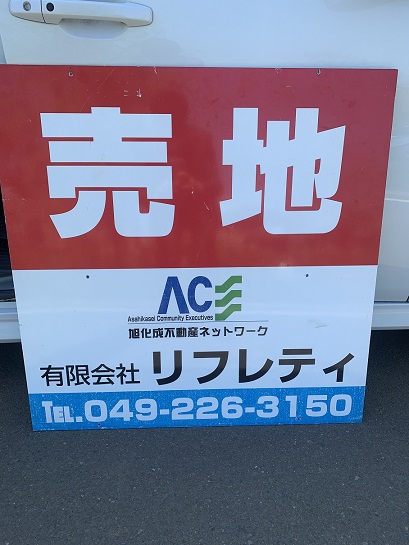 売地
ACE
Asahikasei Community Executives
旭化成不動産ネットワーク
有限会社 リフレティ
TEL.049-226-3150